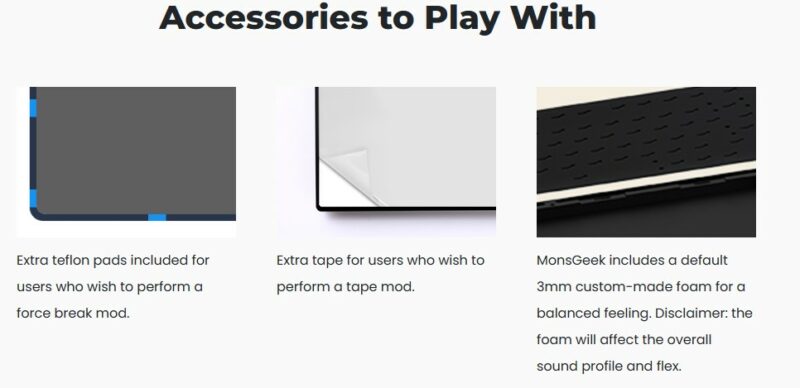 Accessories to Play With
Extra teflon pads included for
users who wish to perform a
force break mod.
Extra tape for users who wish to
perform a tape mod.
MonsGeek includes a default
3mm custom-made foam for a
balanced feeling. Disclaimer: the
foam will affect the overall
sound profile and flex.